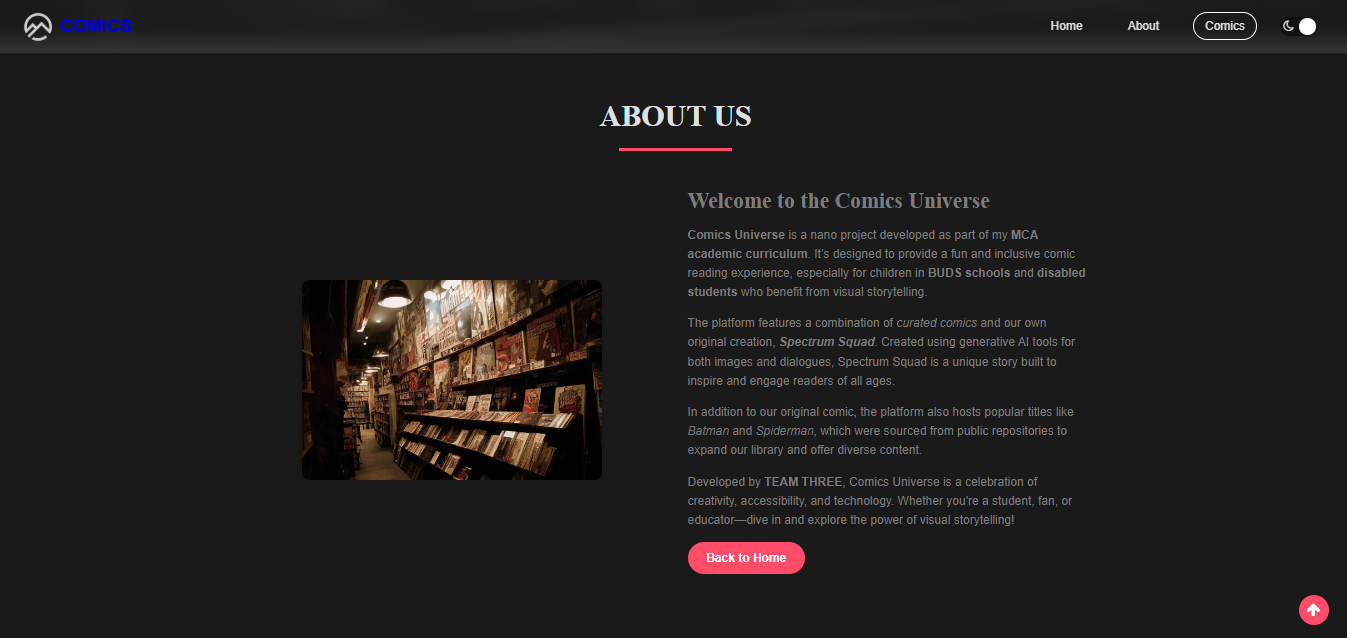 COMICS
Home About Comics
ABOUT US
Welcome to the Comics Universe
Comics Universe is a nano project developed as part of my MCA
academic curriculum. It's designed to provide a fun and inclusive comic
reading experience, especially for children in BUDS schools and disabled
students who benefit from visual storytelling.
The platform features a combination of curated comics and our own
original creation, Spectrum Squad. Created using generative AI tools for
both images and dialogues, Spectrum Squad is a unique story built to
inspire and engage readers of all ages.
In addition to our original comic, the platform also hosts popular titles like
Batman and Spiderman, which were sourced from public repositories to
expand our library and offer diverse content.
Developed by TEAM THREE, Comics Universe is a celebration of
creativity, accessibility, and technology. Whether you're a student, fan, or
educator—dive in and explore the power of visual storytelling!
Back to Home